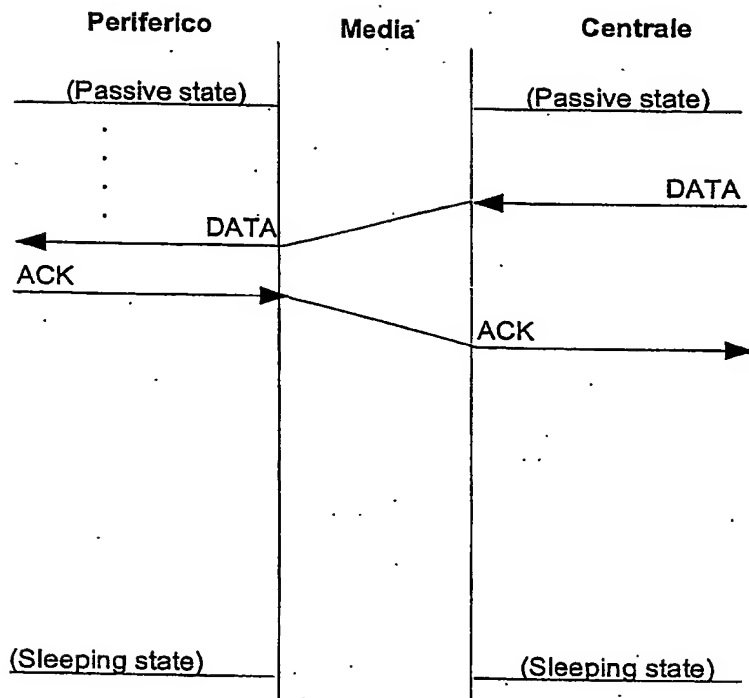 Periferico Media Centrale
(Passive state) (Passive state)
DATA
DATA
ACK
ACK
(Sleeping state) (Sleeping state)